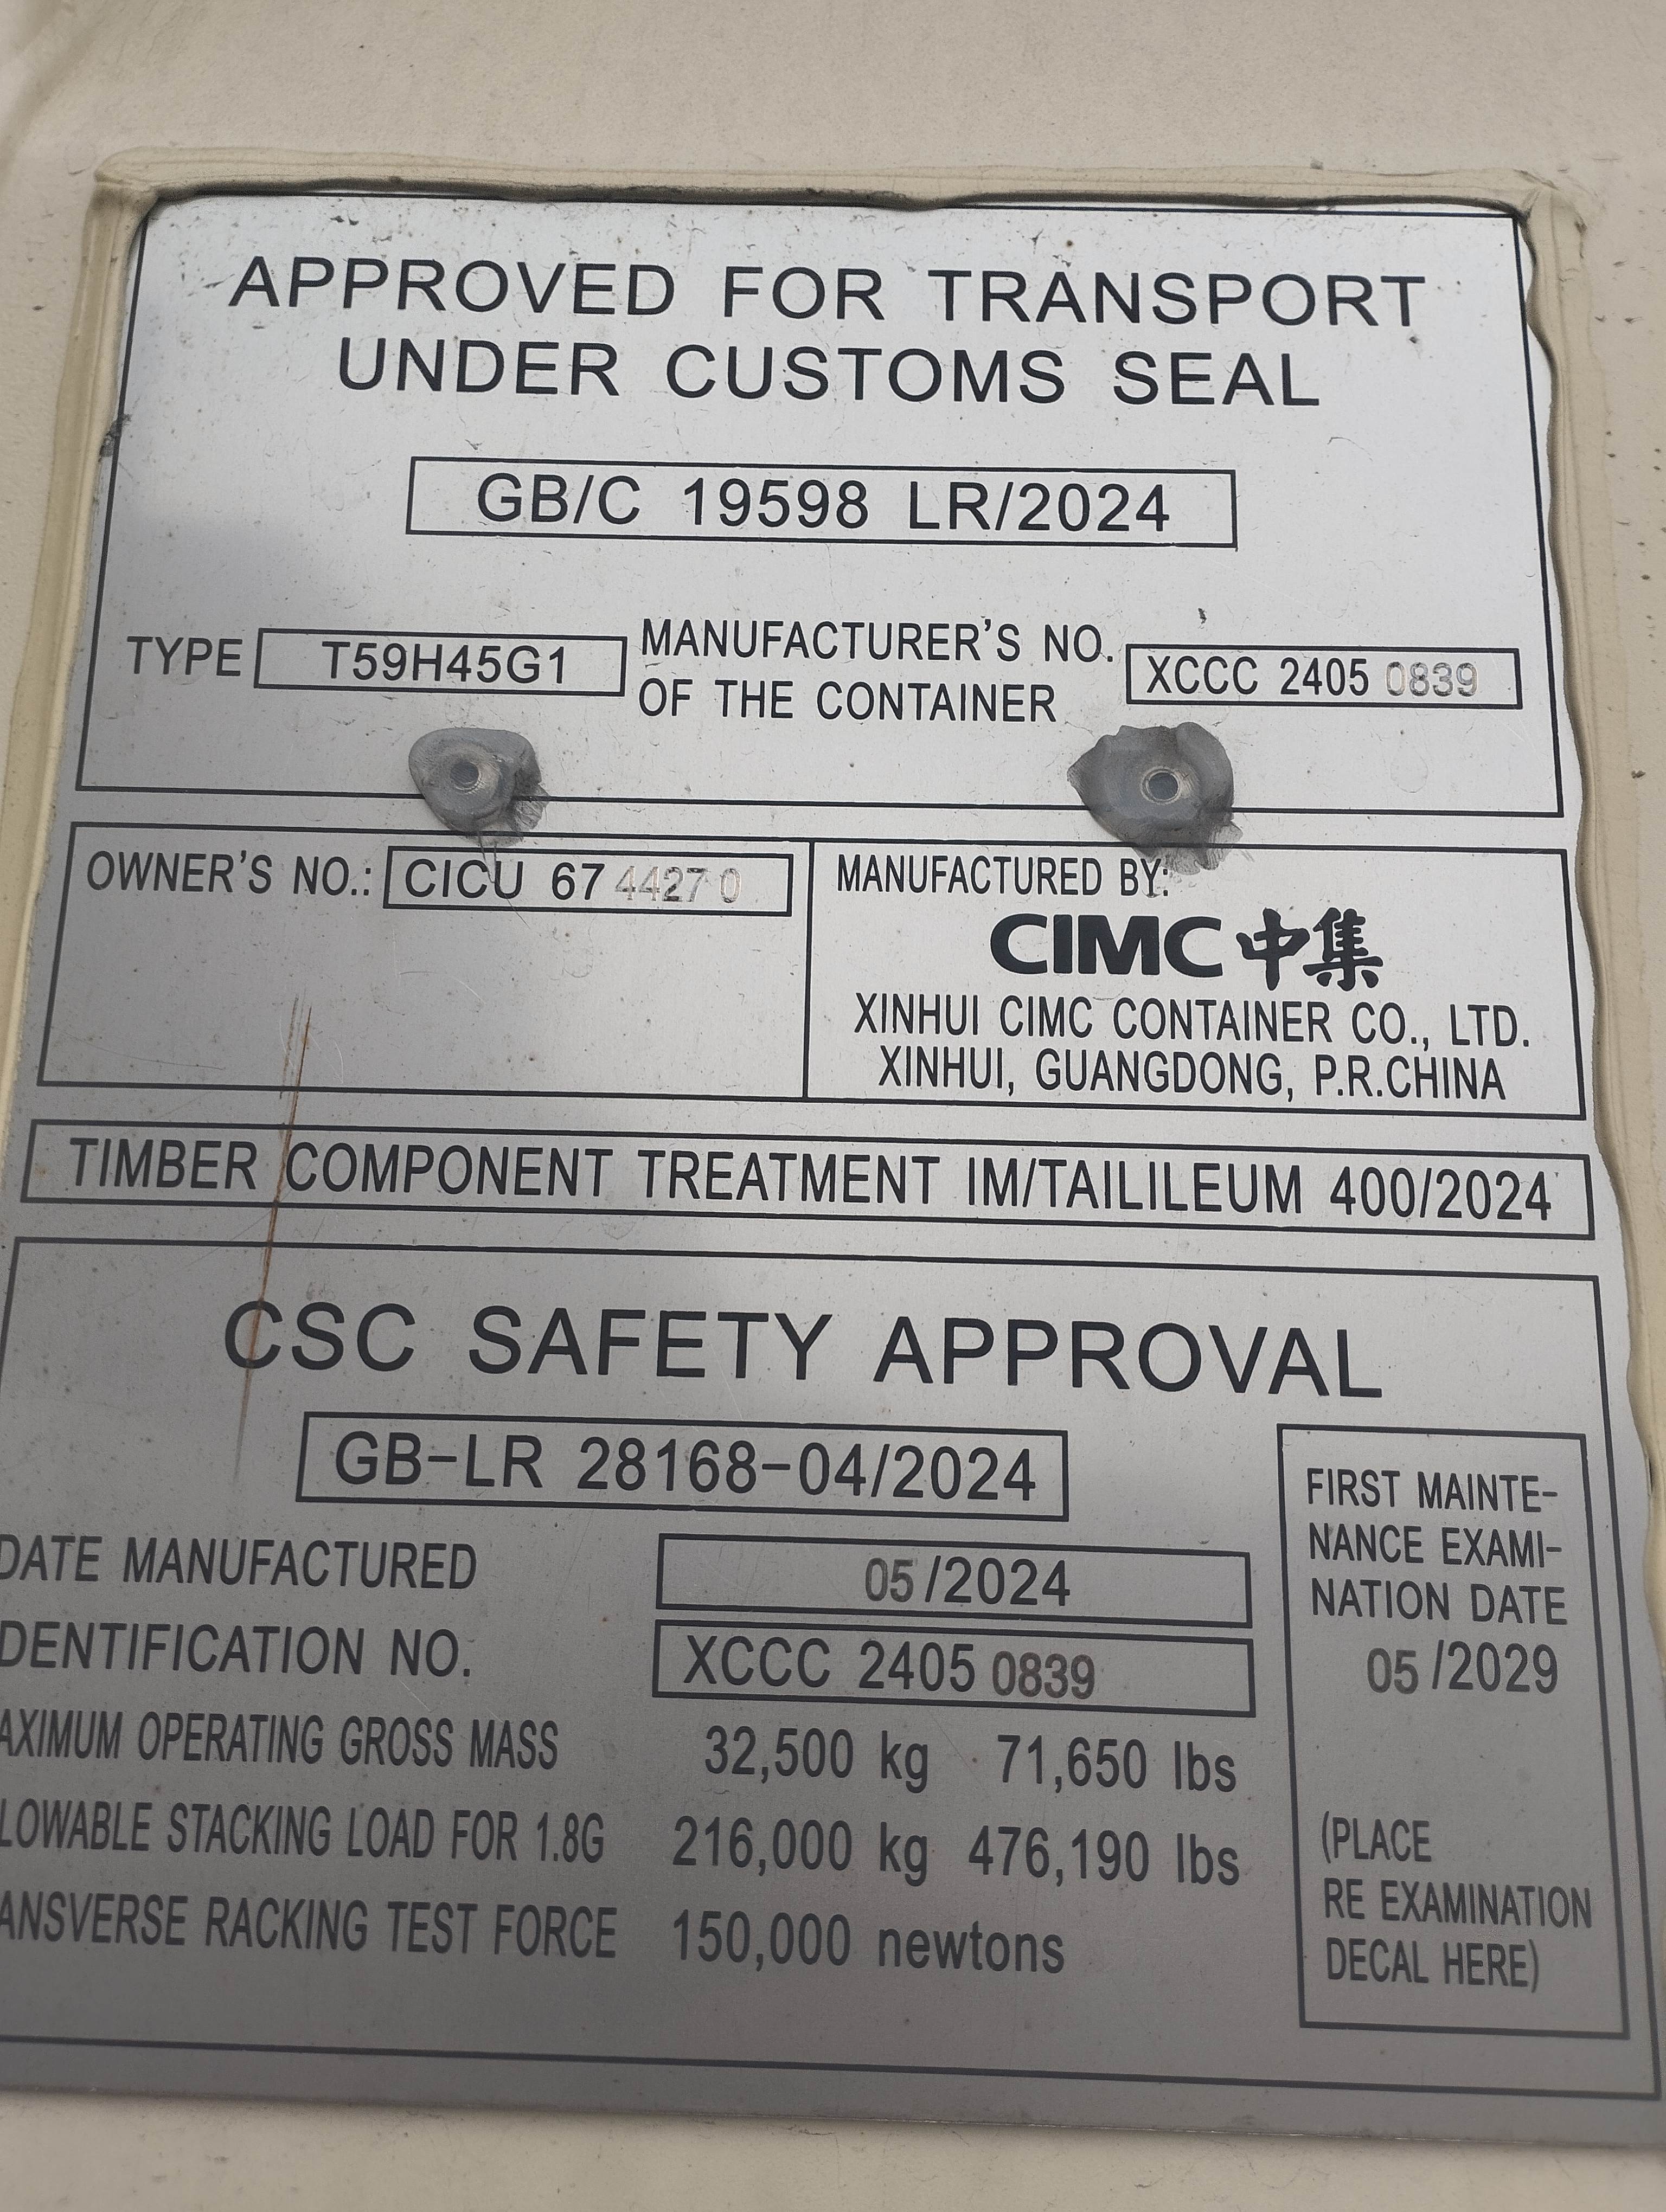 APPROVED FOR TRANSPORT
UNDER CUSTOMS SEAL
GB/C 19598 LR/2024
TYPE T59H45G1
MANUFACTURER'S NO.
OF THE CONTAINER
XCCC 2405 0839
OWNER'S NO.: CICU 67 4427 0
MANUFACTURED BY:
CIMC 中集
XINHUI CIMC CONTAINER CO., LTD.
XINHUI, GUANGDONG, P.R.CHINA
TIMBER COMPONENT TREATMENT IM/TAILILEUM 400/2024
CSC SAFETY APPROVAL
GB-LR 28168-04/2024
DATE MANUFACTURED 05/2024
DENTIFICATION NO. XCCC 2405 0839
AXIMUM OPERATING GROSS MASS 32,500 kg 71,650 lbs
LOWABLE STACKING LOAD FOR 1.8G 216,000 kg 476,190 lbs
ANSVERSE RACKING TEST FORCE 150,000 newtons
FIRST MAINTE-
NANCE EXAMI-
NATION DATE
05/2029
(PLACE
RE EXAMINATION
DECAL HERE)